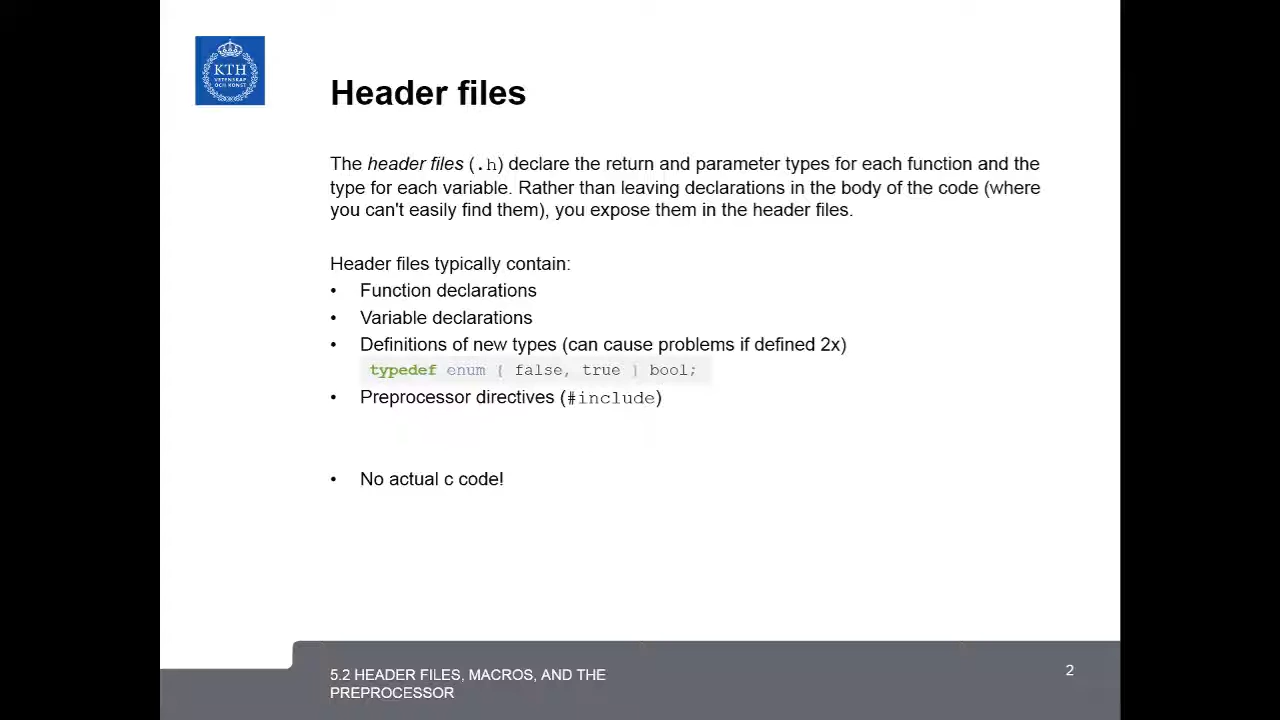 KTH
VETENSKAP
OCH KONST
Header files
The header files (.h) declare the return and parameter types for each function and the
type for each variable. Rather than leaving declarations in the body of the code (where
you can't easily find them), you expose them in the header files.
Header files typically contain:
• Function declarations
• Variable declarations
• Definitions of new types (can cause problems if defined 2x)
typedef enum { false, true } bool;
• Preprocessor directives (#include)
• No actual c code!
5.2 HEADER FILES, MACROS, AND THE
PREPROCESSOR
2